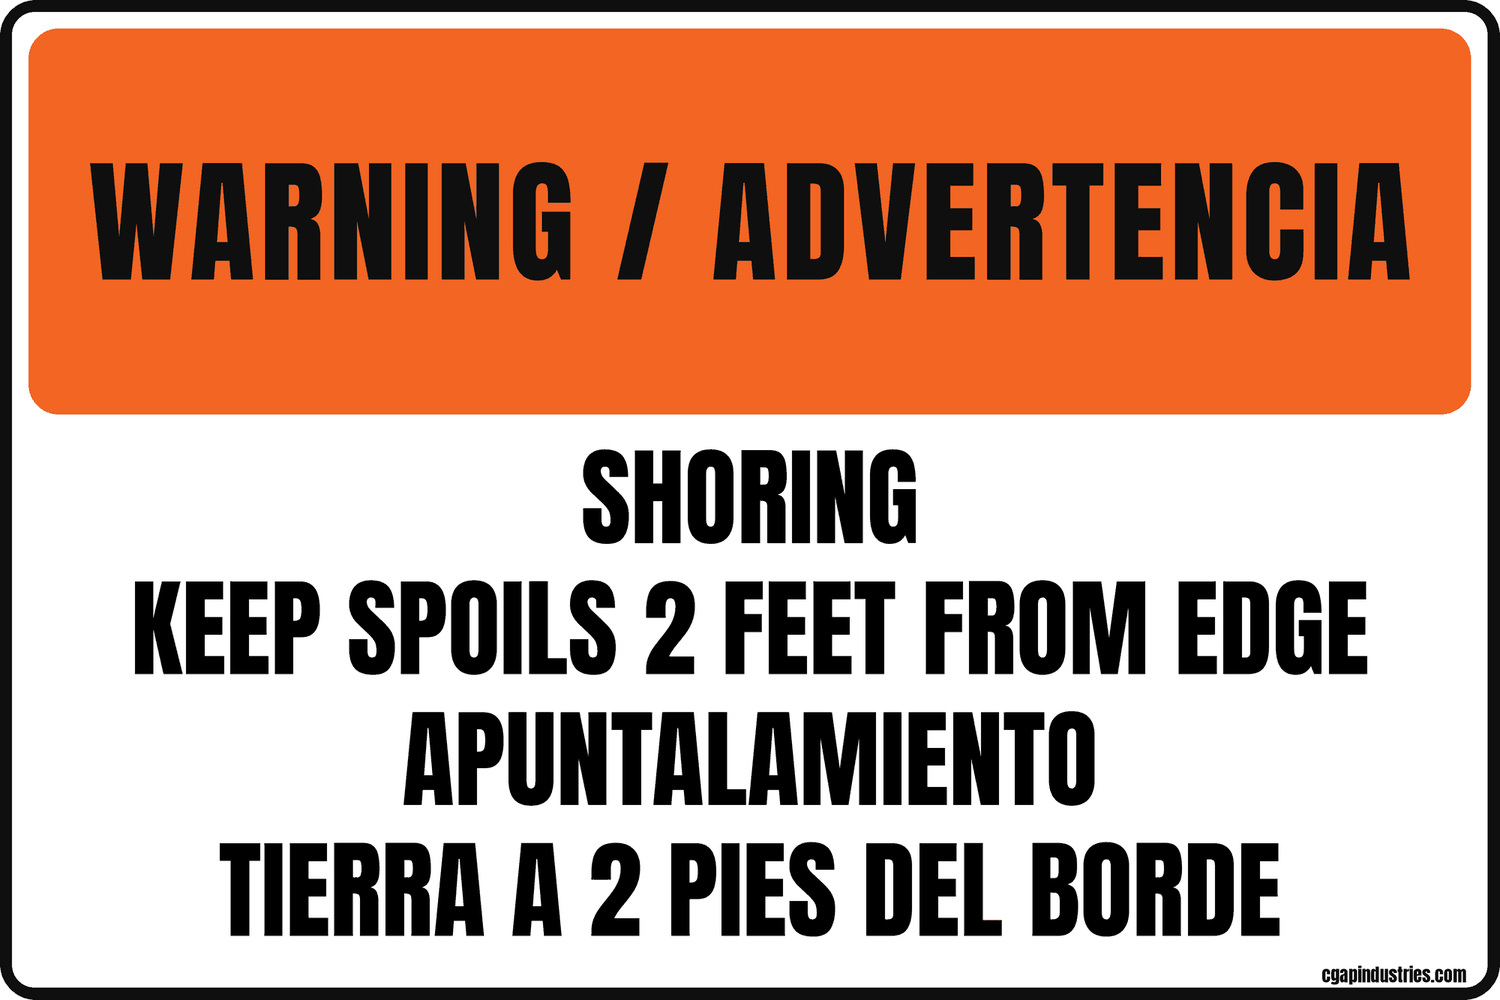 WARNING / ADVERTENCIA
SHORING
KEEP SPOILS 2 FEET FROM EDGE
APUNTALAMIENTO
TIERRA A 2 PIES DEL BORDE
cgapindustries.com